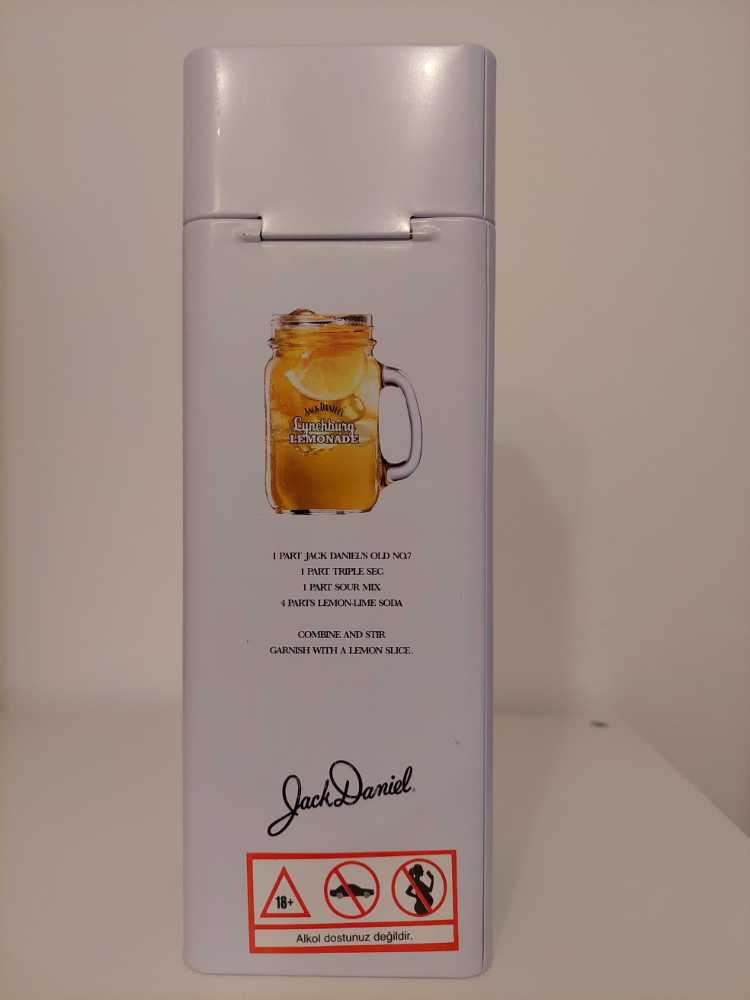 JACK DANIEL'S
Lynchburg
LEMONADE
1 PART JACK DANIEL'S OLD NO.7
1 PART TRIPLE SEC
1 PART SOUR MIX
4 PARTS LEMON-LIME SODA
COMBINE AND STIR
GARNISH WITH A LEMON SLICE.
Jack Daniel
18+
Alkol dostunuz değildir.